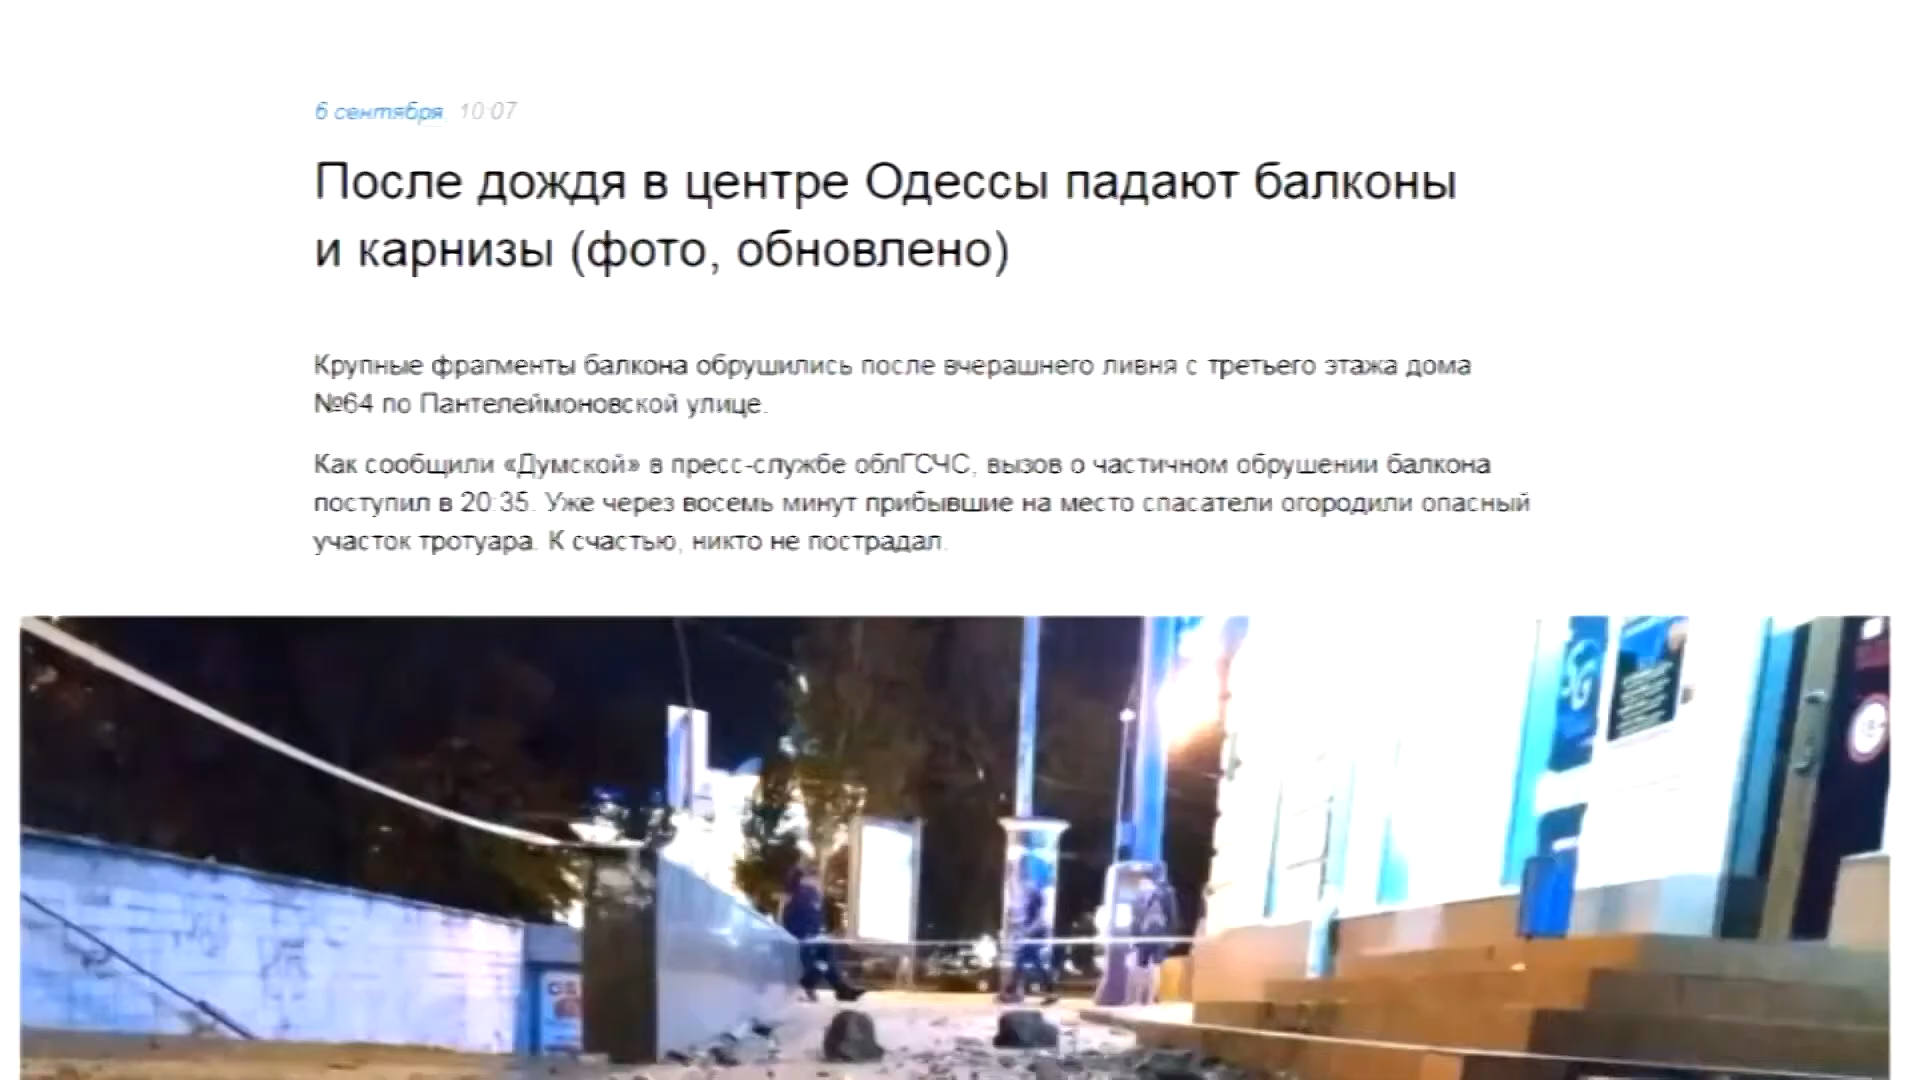 6 сентября 10:07
После дождя в центре Одессы падают балконы
и карнизы (фото, обновлено)
Крупные фрагменты балкона обрушились после вчерашнего ливня с третьего этажа дома
№64 по Пантелеймоновской улице.
Как сообщили «Думской» в пресс-службе облГСЧС, вызов о частичном обрушении балкона
поступил в 20:35. Уже через восемь минут прибывшие на место спасатели огородили опасный
участок тротуара. К счастью, никто не пострадал.